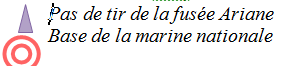 Pas de tir de la fusée Ariane
Base de la marine nationale